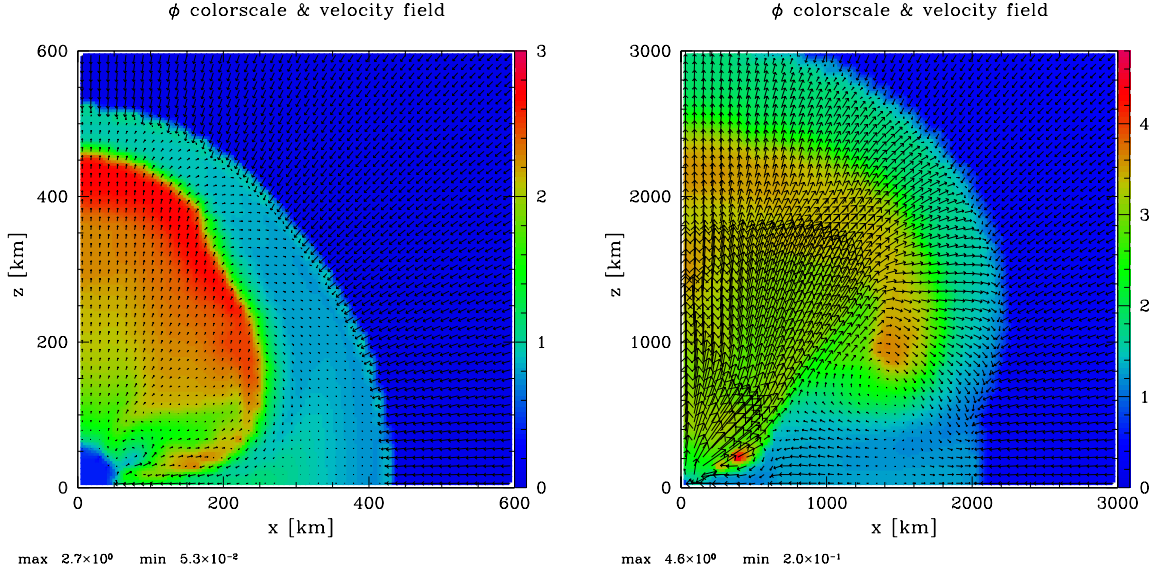 ϕ colorscale & velocity field
600
400
200
0
z [km]
0 200 400 600
x [km]
3
2
1
0
max 2.7×10⁰ min 5.3×10⁻²
ϕ colorscale & velocity field
3000
2000
1000
0
z [km]
0 1000 2000 3000
x [km]
4
3
2
1
0
max 4.6×10⁰ min 2.0×10⁻¹